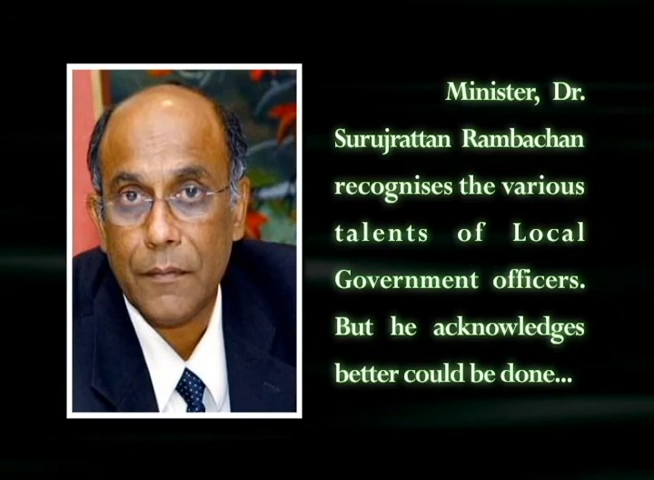 Minister, Dr.
Surujrattan Rambachan
recognises the various
talents of Local
Government officers.
But he acknowledges
better could be done...